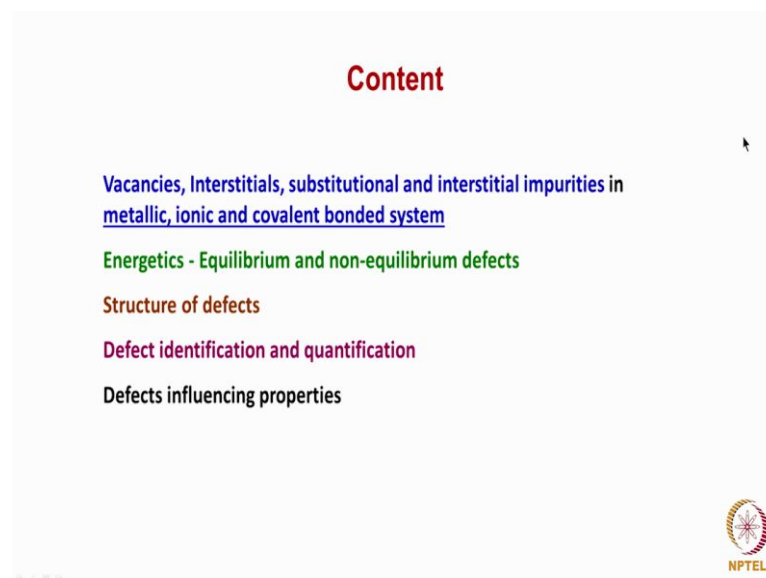 Content
Vacancies, Interstitials, substitutional and interstitial impurities in
metallic, ionic and covalent bonded system
Energetics - Equilibrium and non-equilibrium defects
Structure of defects
Defect identification and quantification
Defects influencing properties
NPTEL